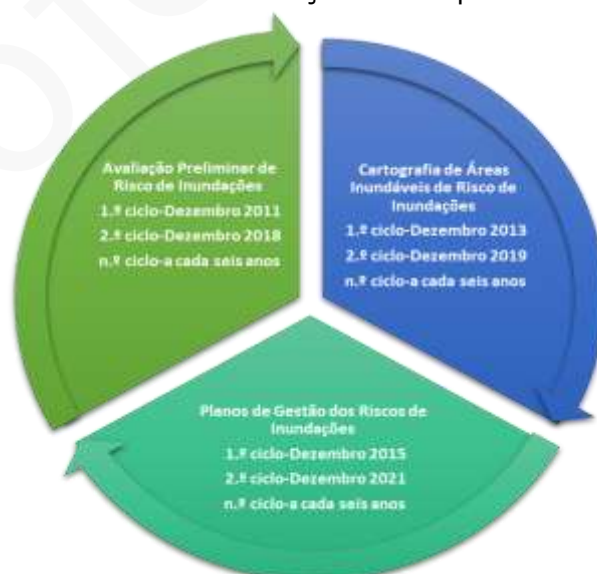 Avaliação Preliminar de
Risco de Inundações
1.º ciclo-Dezembro 2011
2.º ciclo-Dezembro 2018
n.º ciclo-a cada seis anos
Cartografia de Áreas
Inundáveis de Risco de
Inundações
1.º ciclo-Dezembro 2013
2.º ciclo-Dezembro 2019
n.º ciclo-a cada seis anos
Planos de Gestão dos Riscos de
Inundações
1.º ciclo-Dezembro 2015
2.º ciclo-Dezembro 2021
n.º ciclo-a cada seis anos